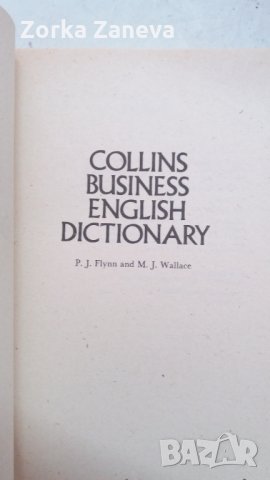 Zorka Zaneva
COLLINS
BUSINESS
ENGLISH
DICTIONARY
P. J. Flynn and M. J. Wallace
BAZAR